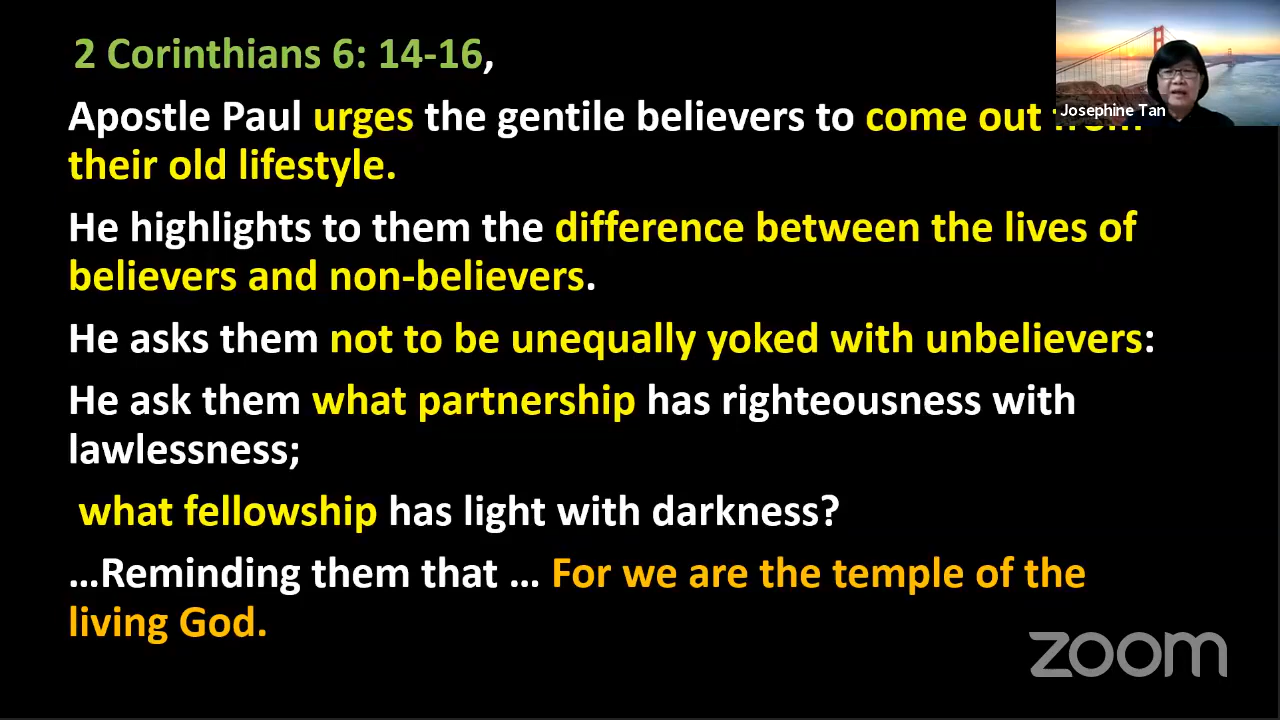 2 Corinthians 6: 14-16,
Apostle Paul urges the gentile believers to come out from
their old lifestyle.
He highlights to them the difference between the lives of
believers and non-believers.
He asks them not to be unequally yoked with unbelievers:
He ask them what partnership has righteousness with
lawlessness;
what fellowship has light with darkness?
…Reminding them that … For we are the temple of the
living God.
Josephine Tan
zoom